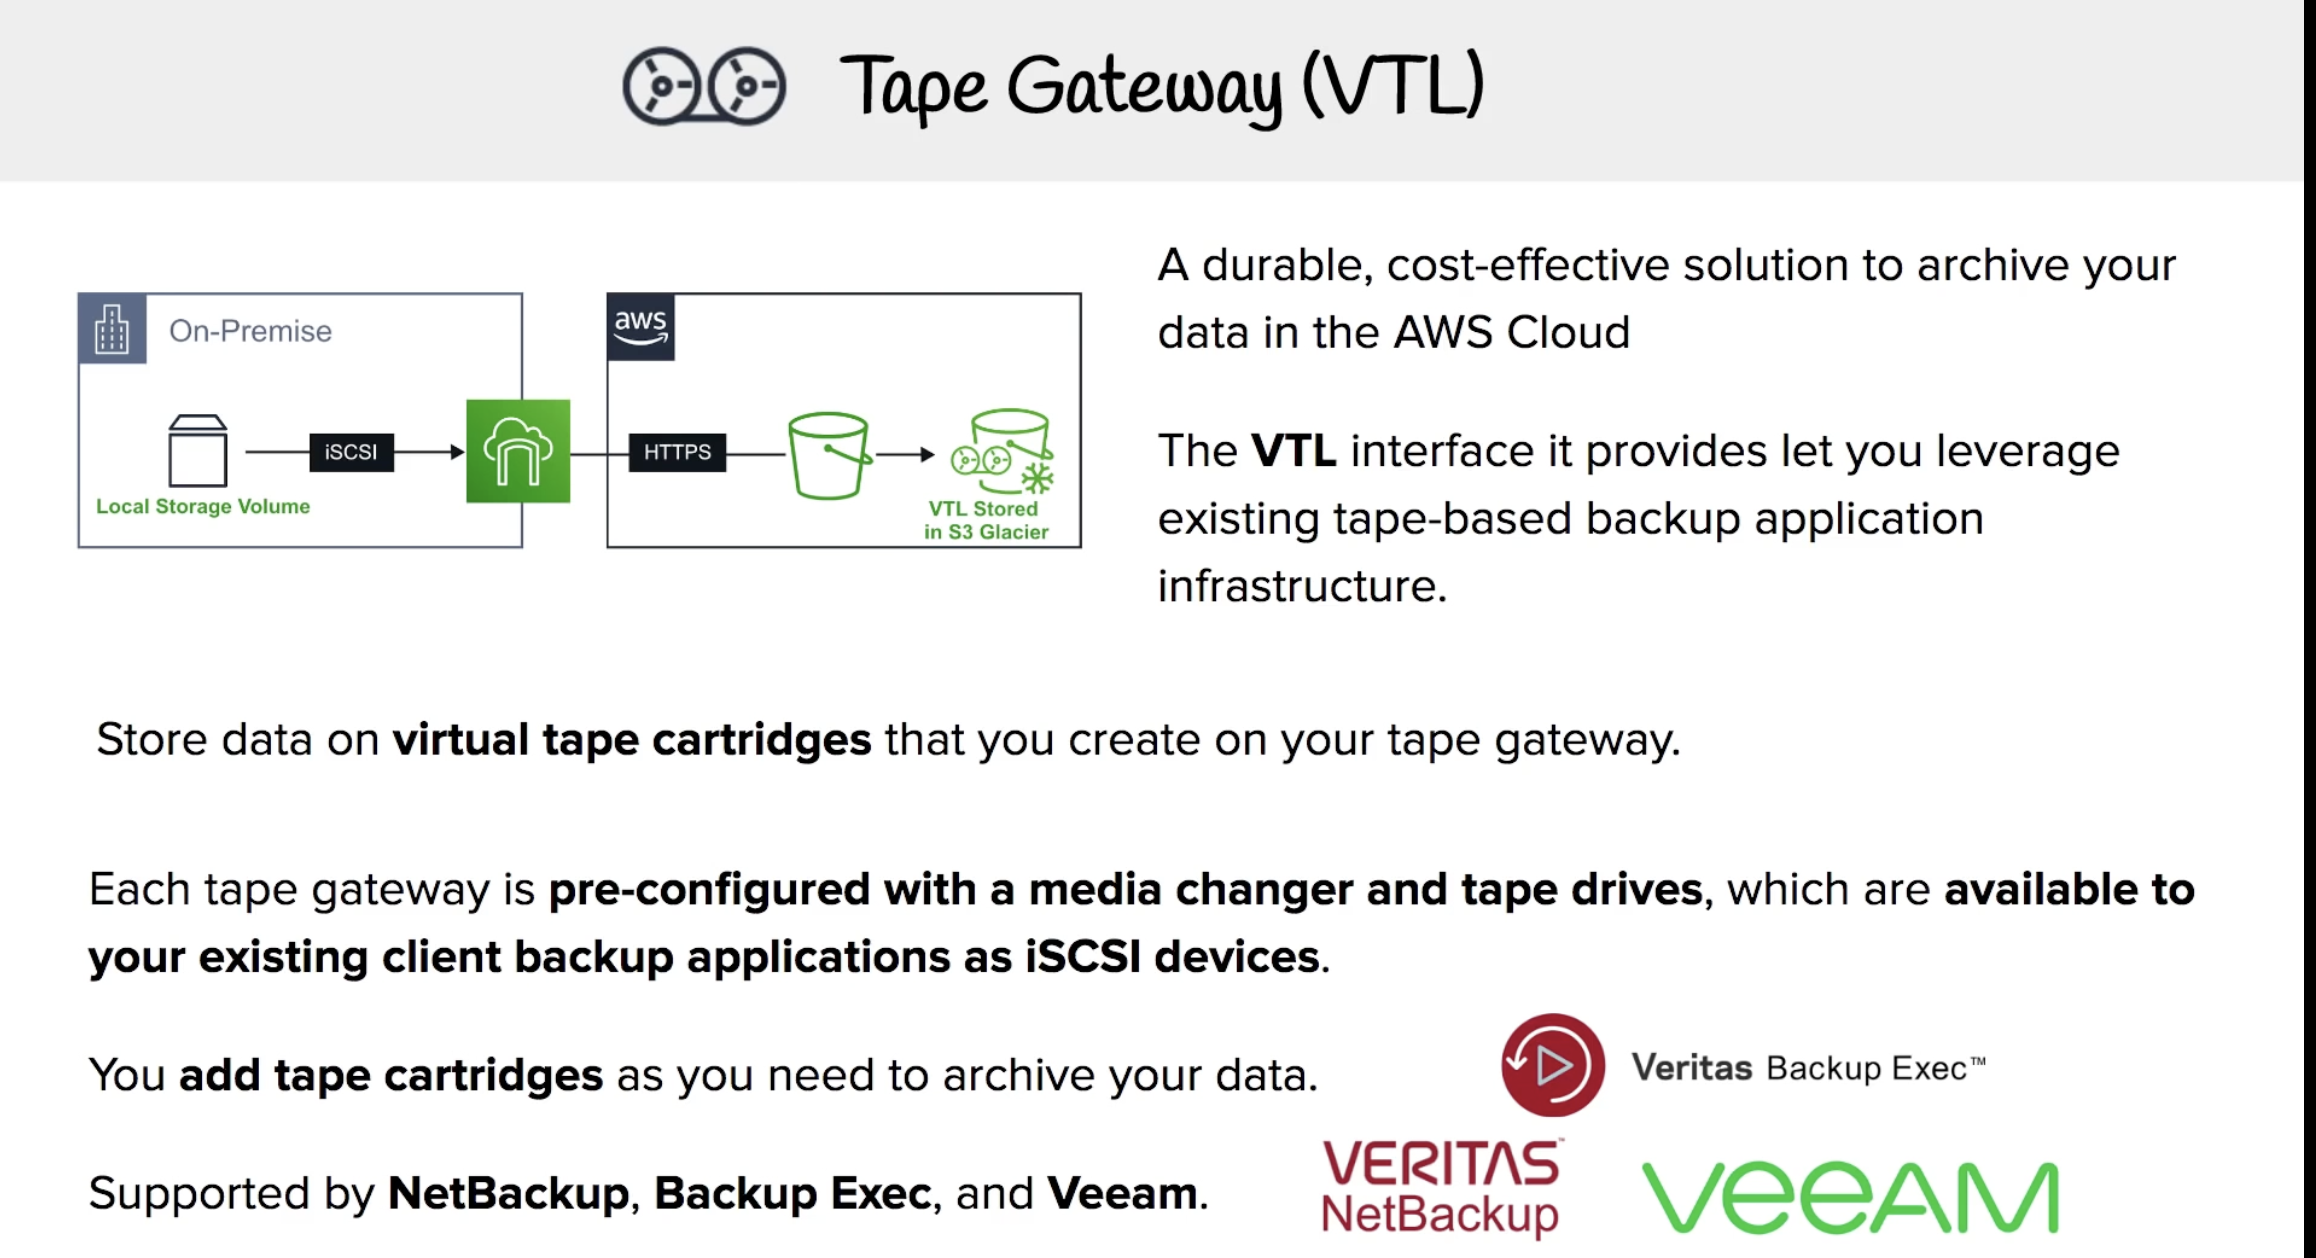 Tape Gateway (VTL)
On-Premise
aws
iSCSI
HTTPS
Local Storage Volume
VTL Stored
in S3 Glacier
A durable, cost-effective solution to archive your
data in the AWS Cloud
The VTL interface it provides let you leverage
existing tape-based backup application
infrastructure.
Store data on virtual tape cartridges that you create on your tape gateway.
Each tape gateway is pre-configured with a media changer and tape drives, which are available to
your existing client backup applications as iSCSI devices.
You add tape cartridges as you need to archive your data.
Veritas Backup Exec™
Supported by NetBackup, Backup Exec, and Veeam.
VERITAS™
NetBackup
veeAM